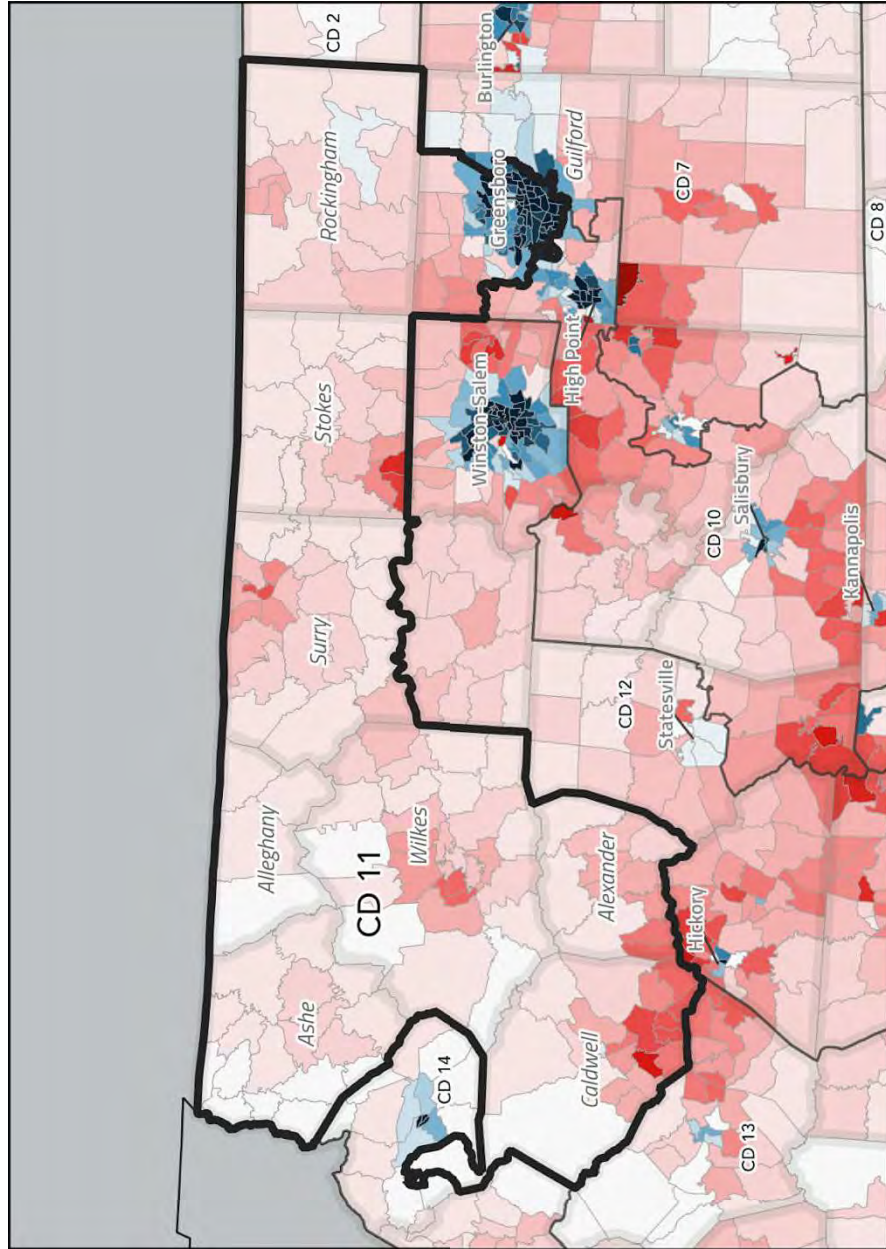 CD 2
Burlington
Rockingham
Greensboro
Guilford
CD 7
CD 8
Stokes
Winston-Salem
High Point
Surry
CD 10
Salisbury
Kannapolis
Alleghany
CD 11
Wilkes
CD 12
Statesville
Ashe
Alexander
Hickory
CD 14
Caldwell
CD 13